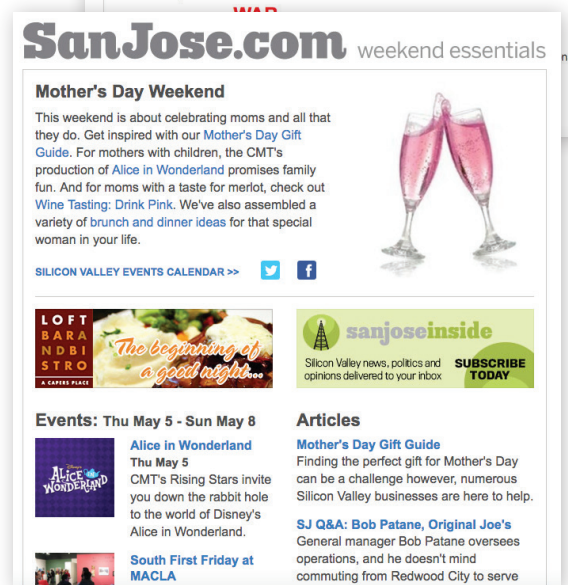 WAR
SanJose.com weekend essentials
Mother's Day Weekend
This weekend is about celebrating moms and all that
they do. Get inspired with our Mother's Day Gift
Guide. For mothers with children, the CMT's
production of Alice in Wonderland promises family
fun. And for moms with a taste for merlot, check out
Wine Tasting: Drink Pink. We've also assembled a
variety of brunch and dinner ideas for that special
woman in your life.
SILICON VALLEY EVENTS CALENDAR >>
f
LOFT
BARA
NDBI
STRO
A CAPERS PLACE
The beginning of
a good night...
sanjoseinside
Silicon Valley news, politics and
opinions delivered to your inbox
SUBSCRIBE
TODAY
Events: Thu May 5 - Sun May 8
Disney's
ALICE IN
WONDERLAND
Alice in Wonderland
Thu May 5
CMT's Rising Stars invite
you down the rabbit hole
to the world of Disney's
Alice in Wonderland.
South First Friday at
MACLA
Articles
Mother's Day Gift Guide
Finding the perfect gift for Mother's Day
can be a challenge however, numerous
Silicon Valley businesses are here to help.
SJ Q&A: Bob Patane, Original Joe's
General manager Bob Patane oversees
operations, and he doesn't mind
commuting from Redwood City to serve